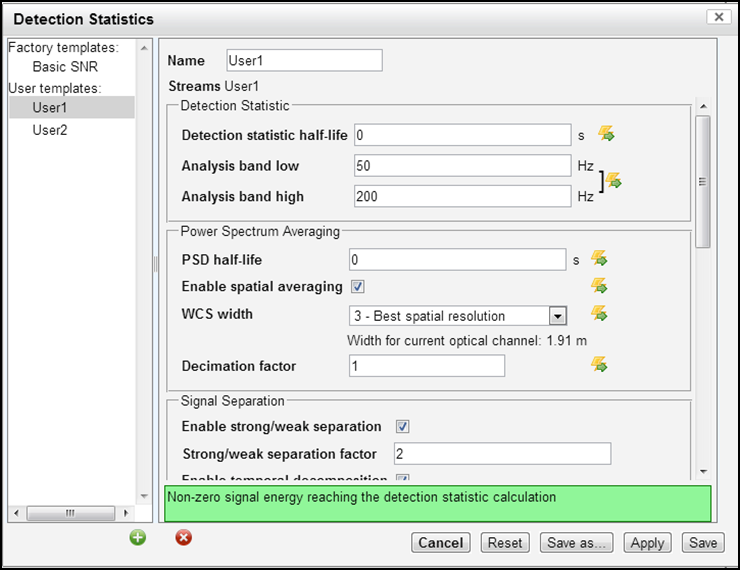 Detection Statistics
Factory templates:
Basic SNR
User templates:
User1
User2
Name User1
Streams User1
Detection Statistic
Detection statistic half-life 0 s
Analysis band low 50 Hz
Analysis band high 200 Hz
Power Spectrum Averaging
PSD half-life 0 s
Enable spatial averaging
WCS width 3 - Best spatial resolution
Width for current optical channel: 1.91 m
Decimation factor 1
Signal Separation
Enable strong/weak separation
Strong/weak separation factor 2
Enable temporal decomposition
Non-zero signal energy reaching the detection statistic calculation
Cancel Reset Save as... Apply Save